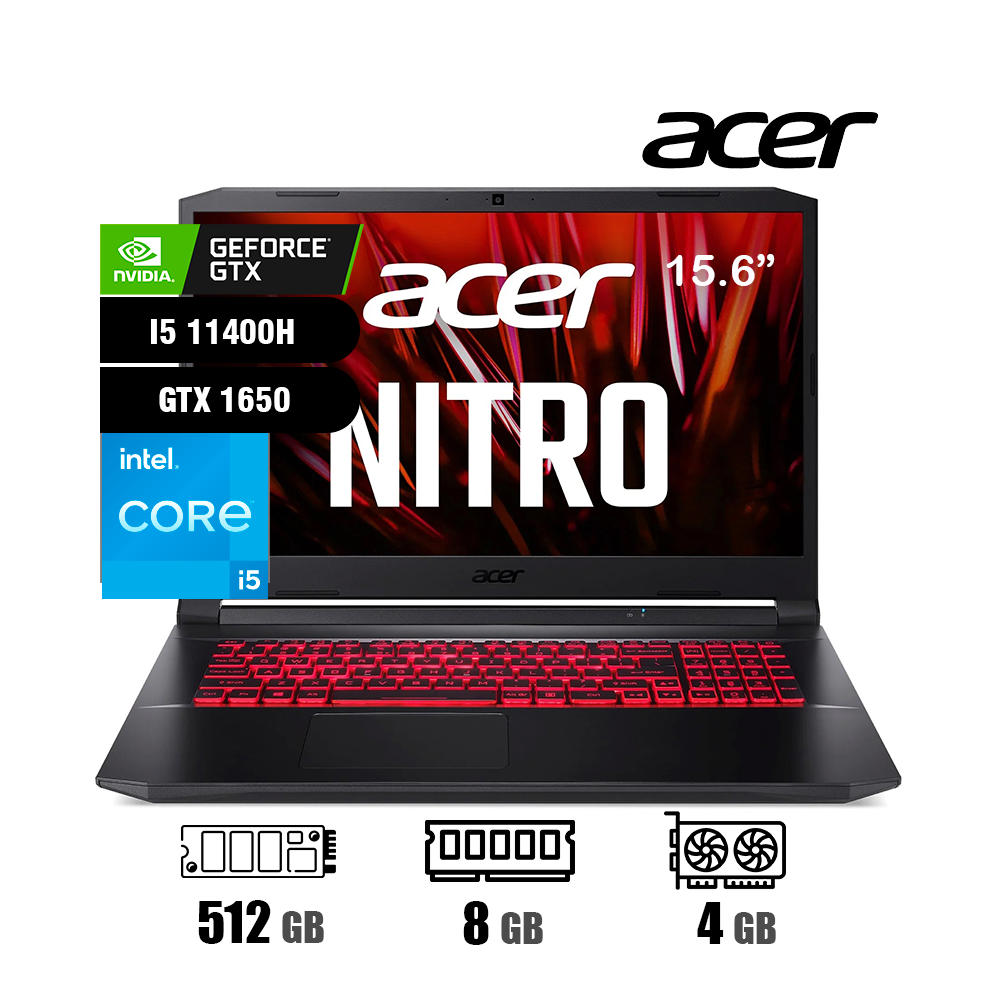 acer
NVIDIA.
GEFORCE®
GTX
acer
15.6”
I5 11400H
GTX 1650
NITRO
intel.
CORe™
i5
acer
512 GB
8 GB
4 GB